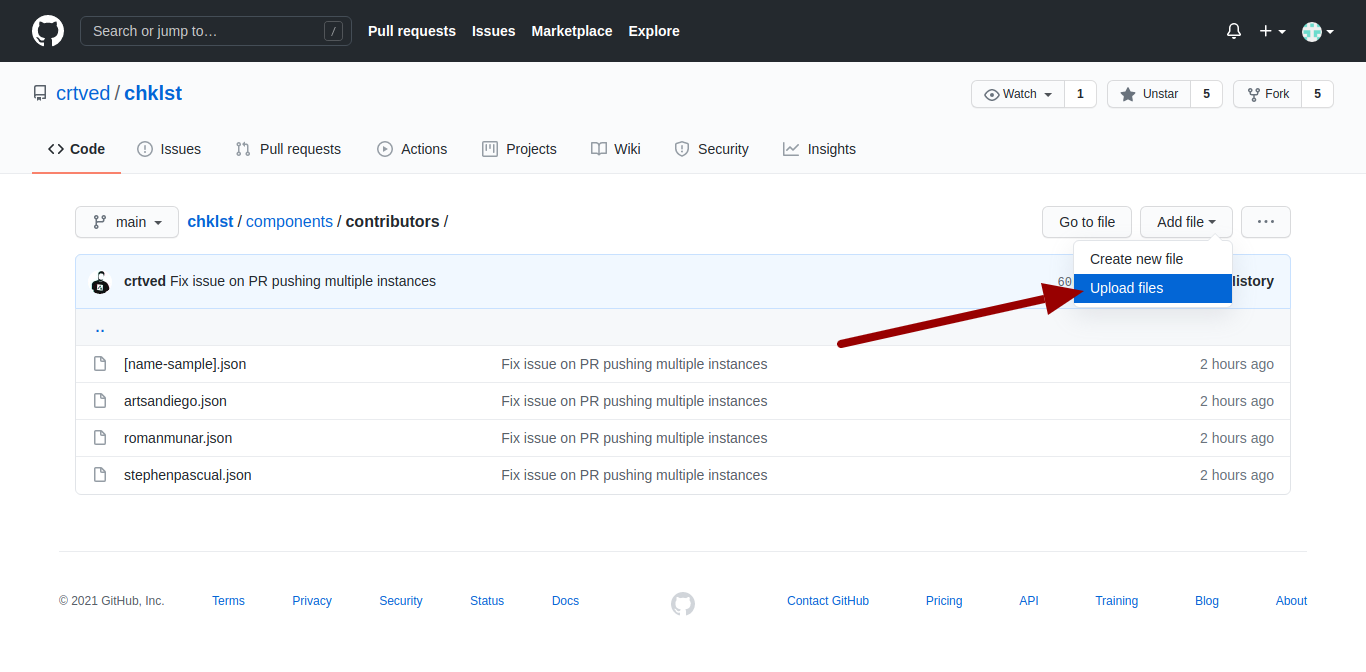 Search or jump to… /
Pull requests Issues Marketplace Explore
crtved / chklst
Watch 1 Unstar 5 Fork 5
Code Issues Pull requests Actions Projects Wiki Security Insights
main chklst / components / contributors / Go to file Add file ...
Create new file
Upload files
crtved Fix issue on PR pushing multiple instances 60
..
[name-sample].json Fix issue on PR pushing multiple instances 2 hours ago
artsandiego.json Fix issue on PR pushing multiple instances 2 hours ago
romanmunar.json Fix issue on PR pushing multiple instances 2 hours ago
stephenpascual.json Fix issue on PR pushing multiple instances 2 hours ago
© 2021 GitHub, Inc. Terms Privacy Security Status Docs Contact GitHub Pricing API Training Blog About